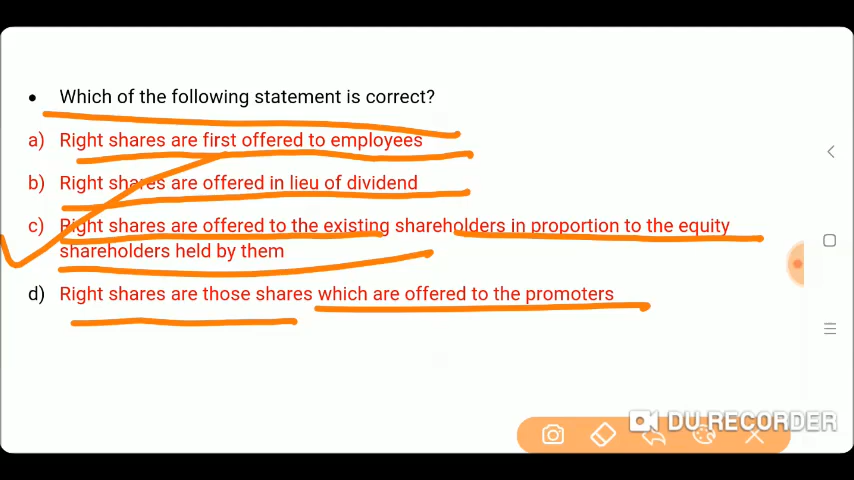 • Which of the following statement is correct?
a) Right shares are first offered to employees
b) Right shares are offered in lieu of dividend
c) Right shares are offered to the existing shareholders in proportion to the equity
shareholders held by them
d) Right shares are those shares which are offered to the promoters
DU RECORDER